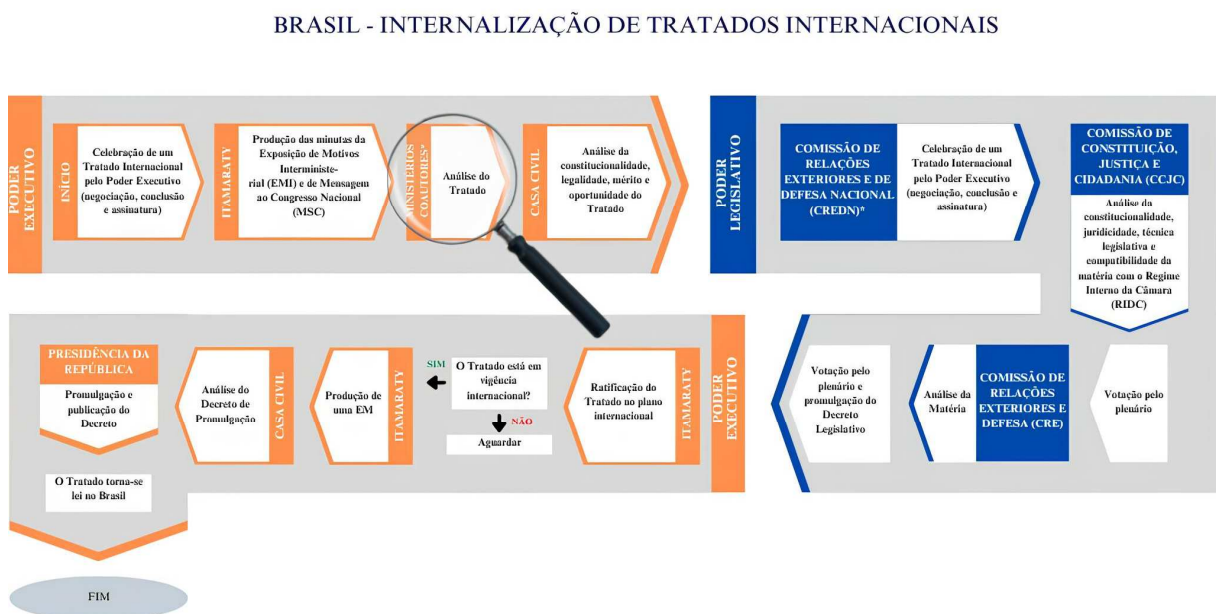 BRASIL - INTERNALIZAÇÃO DE TRATADOS INTERNACIONAIS
PODER
EXECUTIVO
INÍCIO
Celebração de um
Tratado Internacional
pelo Poder Executivo
(negociação, conclusão
e assinatura)
ITAMARATY
Produção das minutas da
Exposição de Motivos
Interministe-
rial (EMI) e de Mensagem
ao Congresso Nacional
(MSC)
MINISTÉRIOS
COAUTORES*
Análise do
Tratado
CASA CIVIL
Análise da
constitucionalidade,
legalidade, mérito e
oportunidade do
Tratado
PODER
LEGISLATIVO
COMISSÃO DE
RELAÇÕES
EXTERIORES E DE
DEFESA NACIONAL
(CREDN)*
Celebração de um
Tratado Internacional
pelo Poder Executivo
(negociação, conclusão e
assinatura)
COMISSÃO DE
CONSTITUIÇÃO,
JUSTIÇA E
CIDADANIA (CCJC)
Análise da
constitucionalidade,
juridicidade, técnica
legislativa e
compatibilidade da
matéria com o Regime
Interno da Câmara
(RIDC)
Votação pelo
plenário
COMISSÃO DE
RELAÇÕES
EXTERIORES E
DEFESA (CRE)
Análise da
Matéria
Votação pelo
plenário e
promulgação do
Decreto
Legislativo
PODER
EXECUTIVO
ITAMARATY
Ratificação do
Tratado no plano
internacional
O Tratado está em
vigência
internacional?
SIM
NÃO
Aguardar
ITAMARATY
Produção de
uma EM
CASA CIVIL
Análise do
Decreto de
Promulgação
PRESIDÊNCIA DA
REPÚBLICA
Promulgação e
publicação do
Decreto
O Tratado torna-se
lei no Brasil
FIM